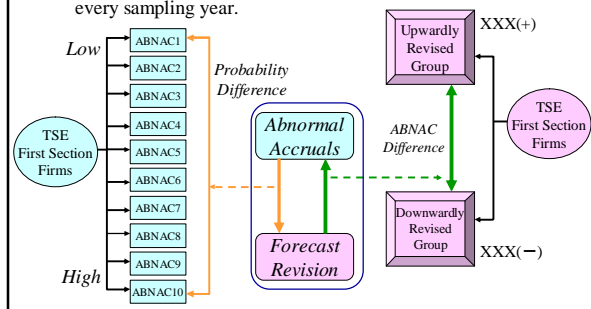 every sampling year.
Low
High
TSE
First Section
Firms
ABNAC1
ABNAC2
ABNAC3
ABNAC4
ABNAC5
ABNAC6
ABNAC7
ABNAC8
ABNAC9
ABNAC10
Probability
Difference
Abnormal
Accruals
Forecast
Revision
ABNAC
Difference
Upwardly
Revised
Group
XXX(+)
Downwardly
Revised
Group
XXX(−)
TSE
First Section
Firms